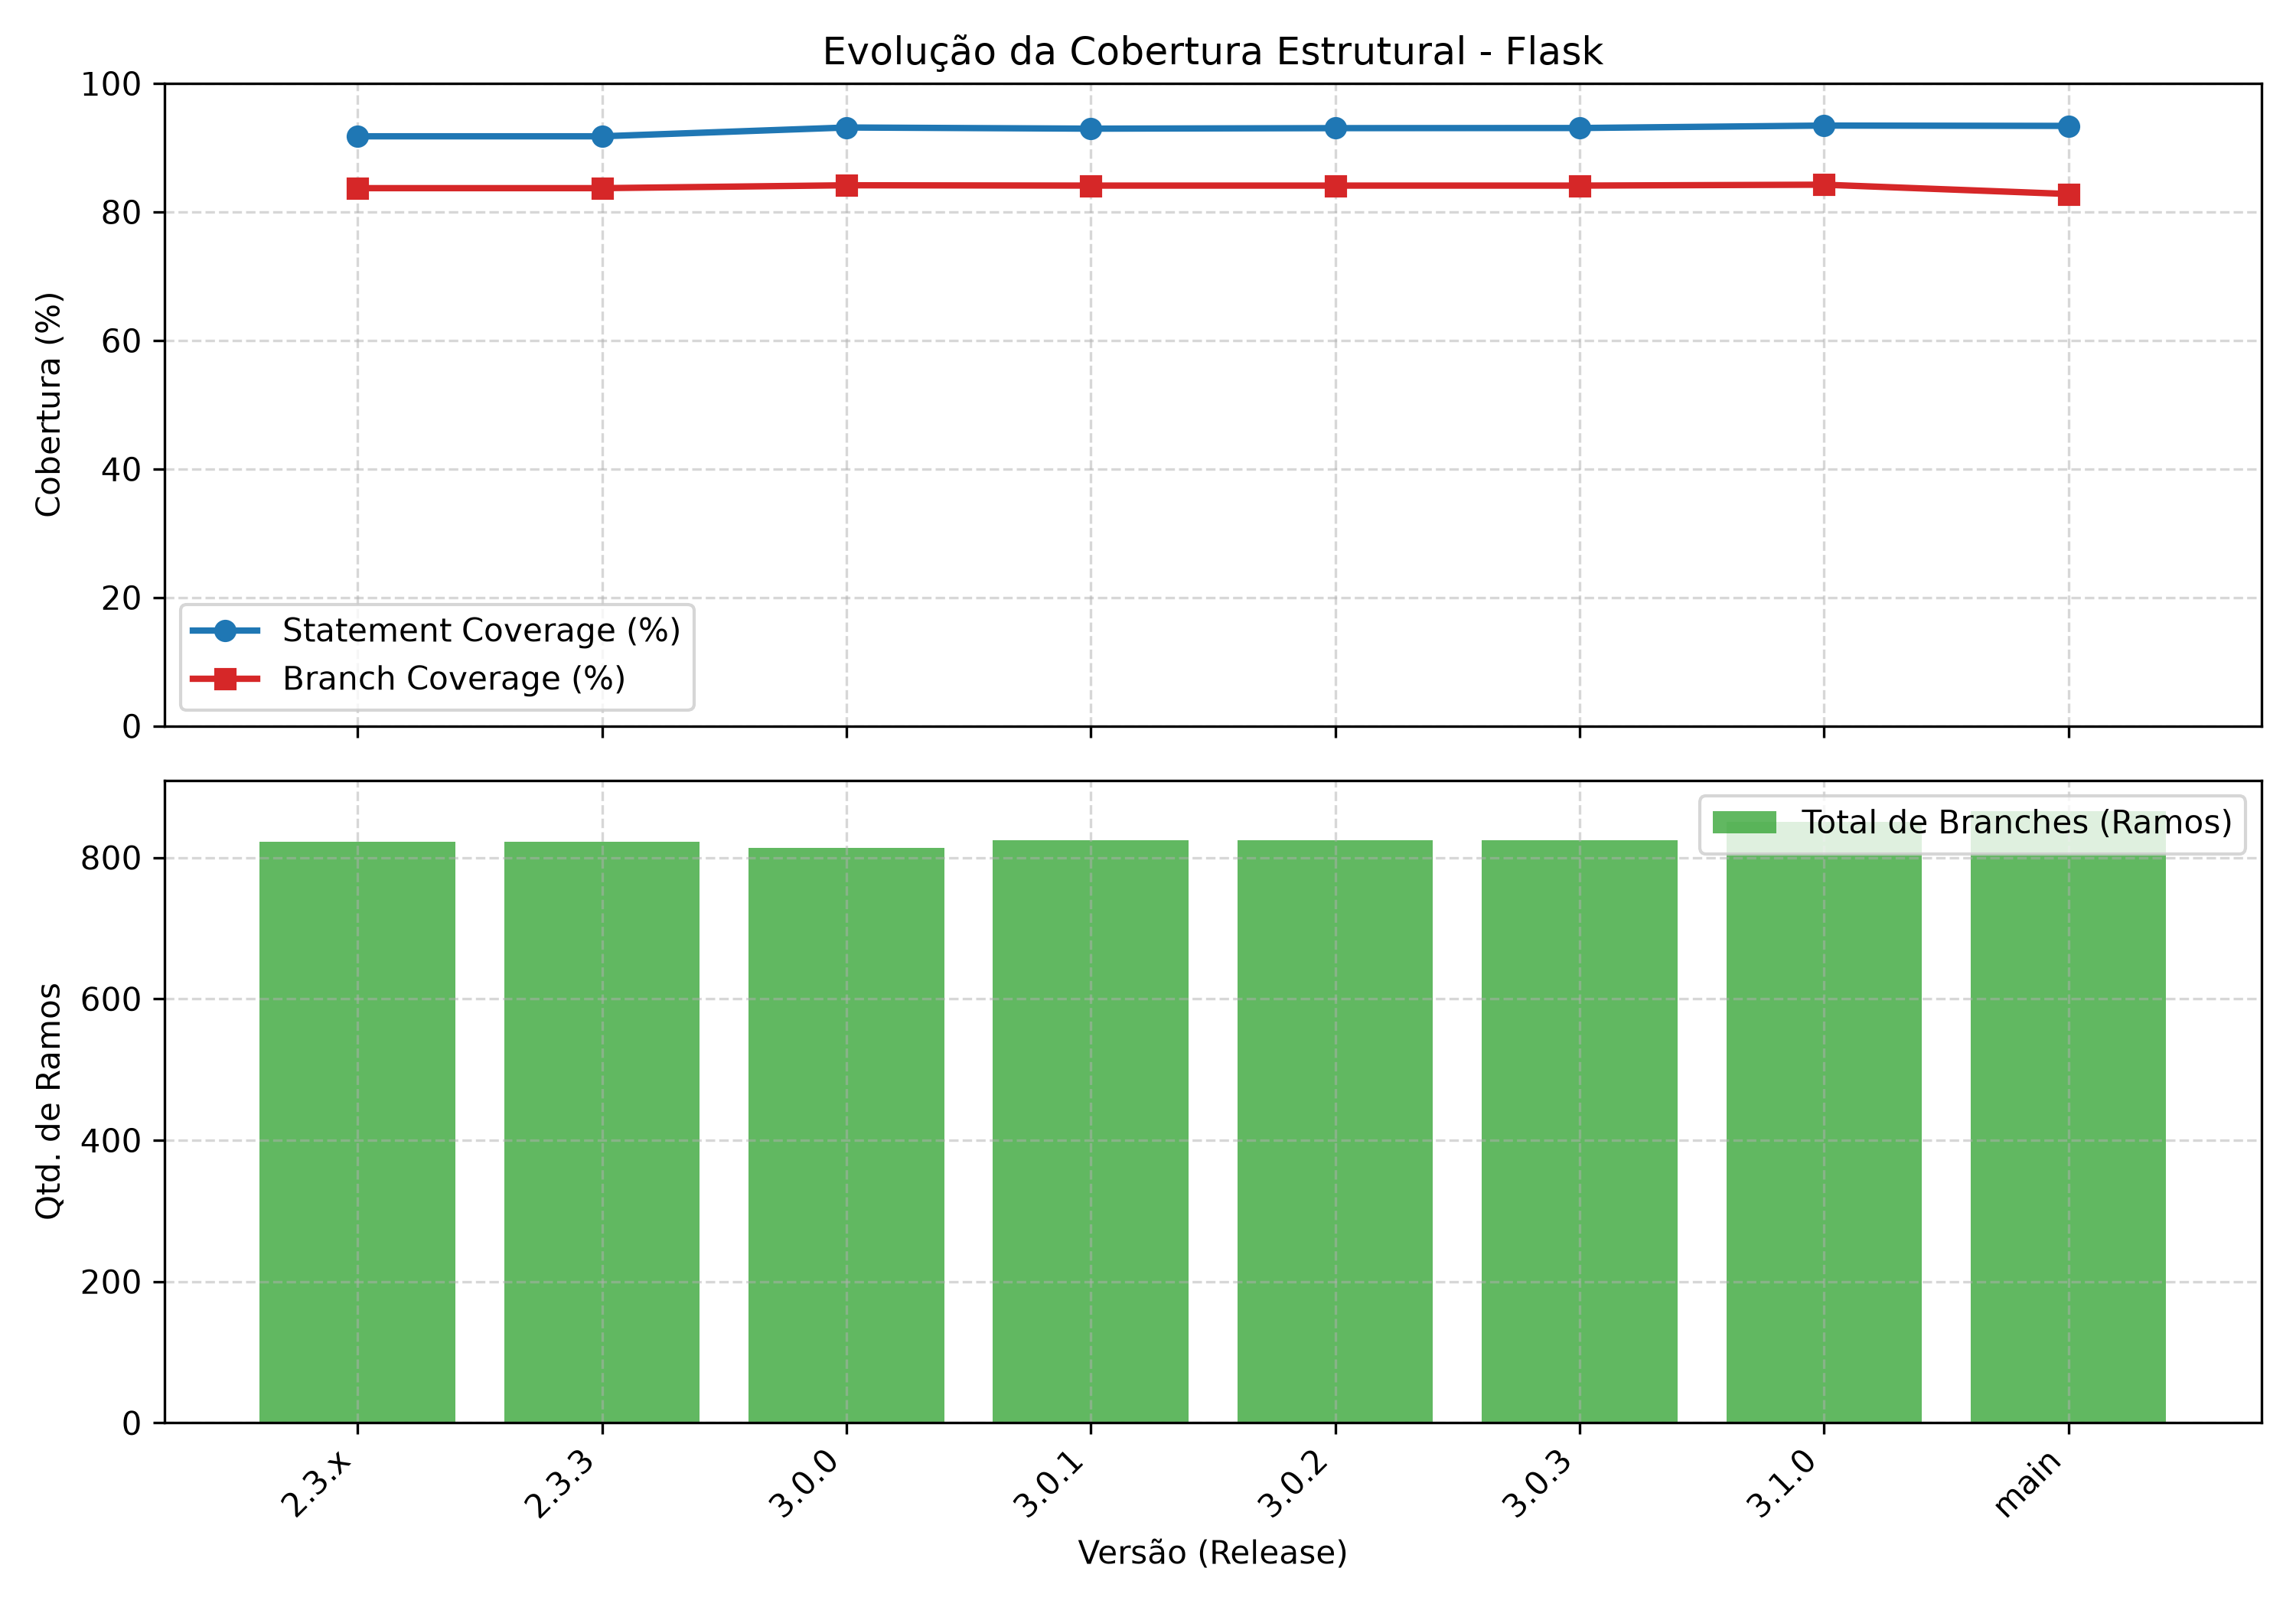 Evolução da Cobertura Estrutural - Flask
100
80
60
40
20
0
Cobertura (%)
Statement Coverage (%)
Branch Coverage (%)
Total de Branches (Ramos)
800
600
400
200
0
Qtd. de Ramos
2.3.x
2.3.3
3.0.0
3.0.1
3.0.2
3.0.3
3.1.0
main
Versão (Release)